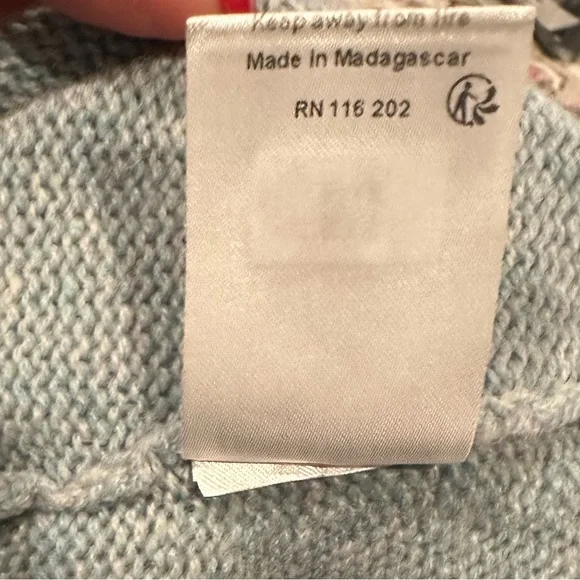 Keep away from fire
Made in Madagascar
RN 116 202